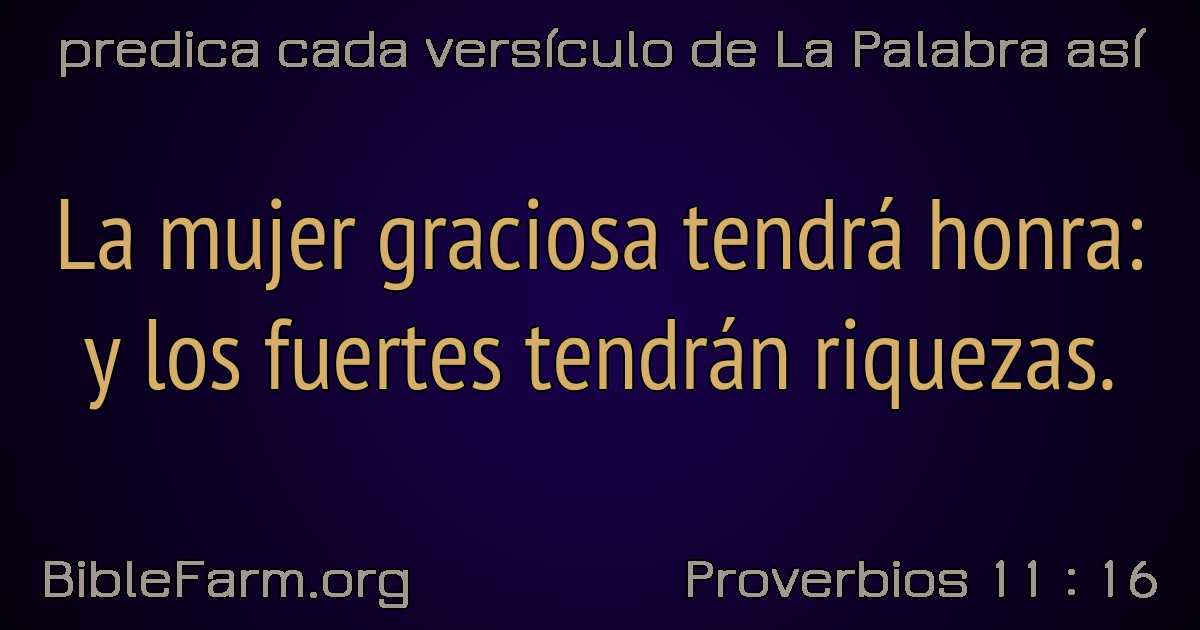 predica cada versículo de La Palabra así
La mujer graciosa tendrá honra:
y los fuertes tendrán riquezas.
BibleFarm.org
Proverbios 11 : 16